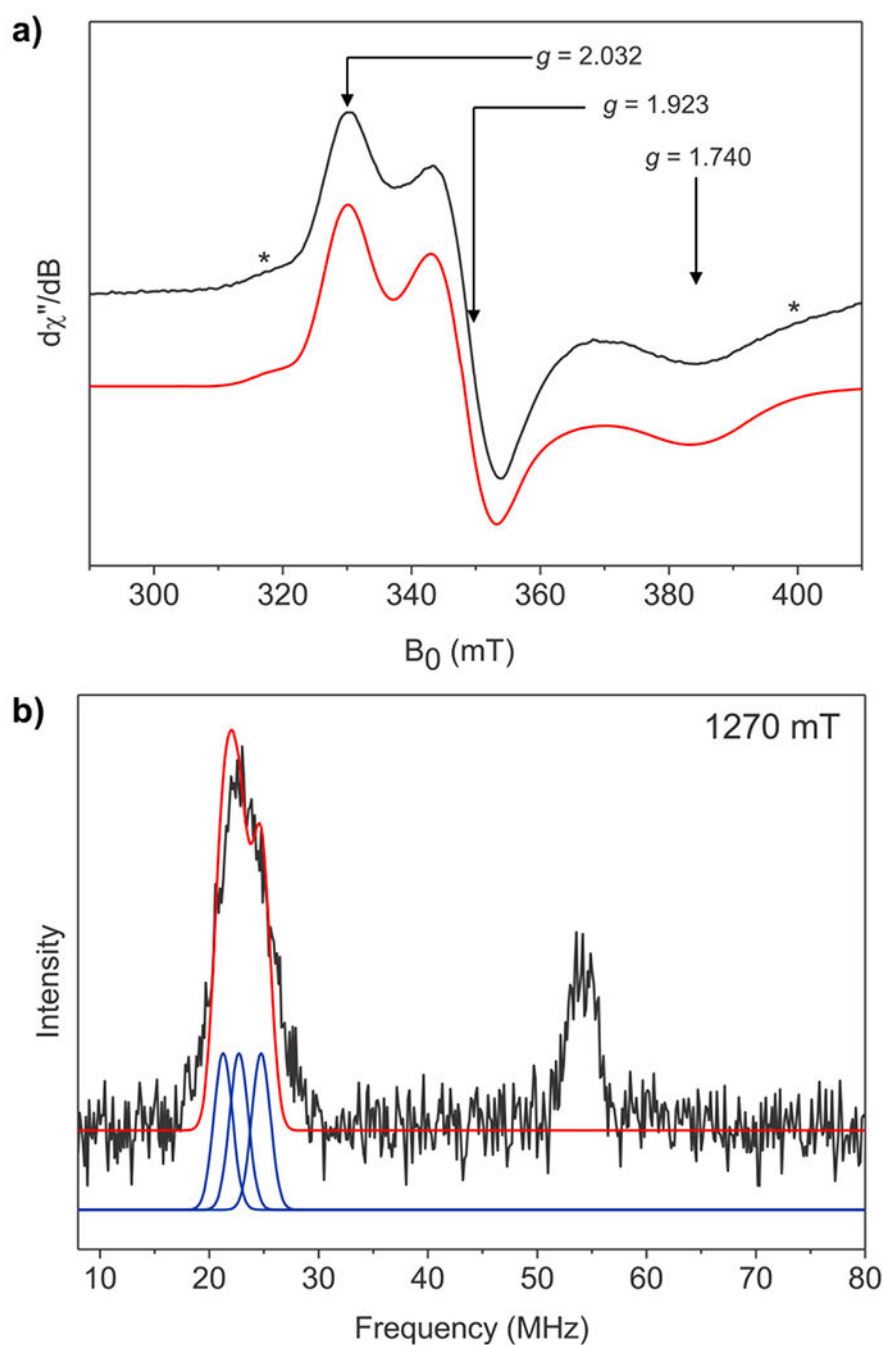 a)
g = 2.032
g = 1.923
g = 1.740
*
*
dχ"/dB
300 320 340 360 380 400
B0 (mT)
b)
1270 mT
Intensity
10 20 30 40 50 60 70 80
Frequency (MHz)